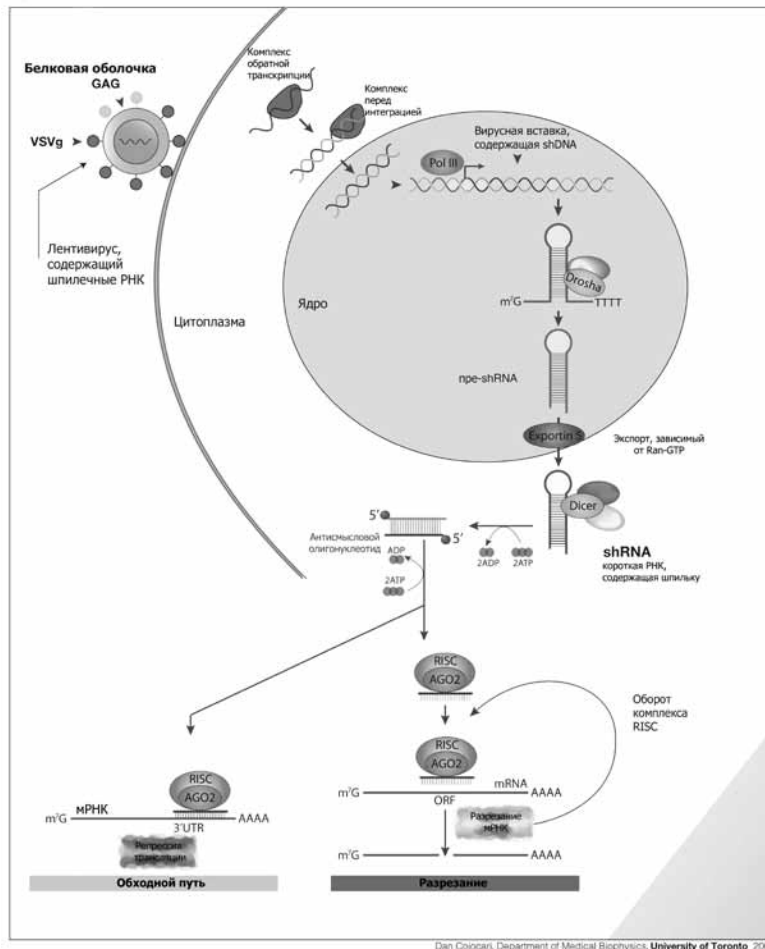 Белковая оболочка
GAG
VSVg
Лентивирус,
содержащий
шпилечные РНК
Цитоплазма
Комплекс
обратной
транскрипции
Комплекс
перед
интеграцией
Вирусная вставка,
содержащая shDNA
Pol III
Ядро
Drosha
m⁷G
TTTT
пре-shRNA
Exportin 5
Экспорт, зависимый
от Ran-GTP
Dicer
shRNA
короткая РНК,
содержащая шпильку
5'
5'
Антисмысловой
олигонуклеотид
ADP
2ATP
2ADP
2ATP
RISC
AGO2
RISC
AGO2
Оборот
комплекса
RISC
mRNA
m⁷G
AAAA
ORF
Разрезание
мРНК
m⁷G
AAAA
RISC
AGO2
мРНК
m⁷G
AAAA
3'UTR
Репрессия
трансляции
Обходной путь
Разрезание
Dan Cojocari, Department of Medical Biophysics, University of Toronto 20